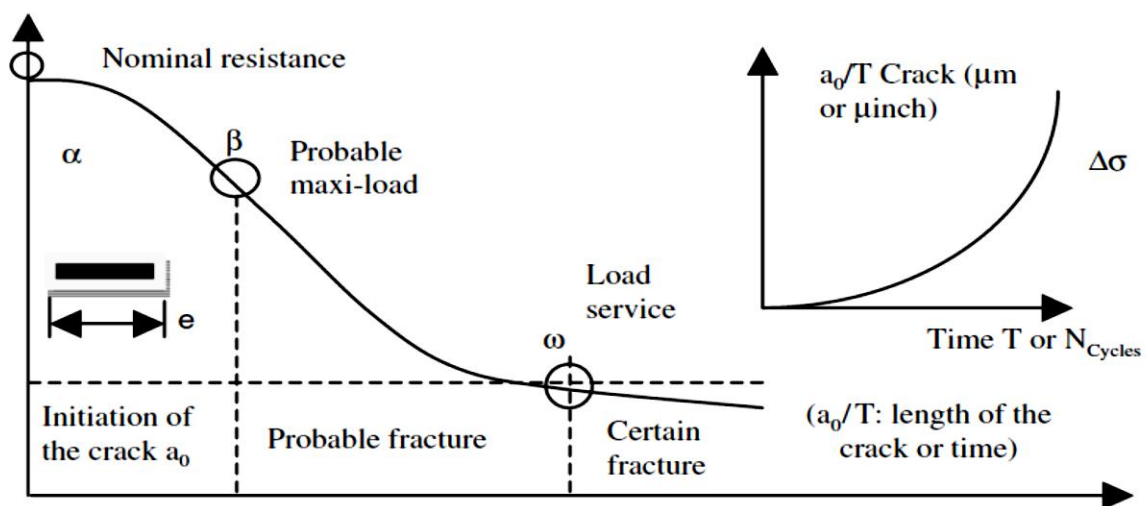 Nominal resistance
α
β
Probable
maxi-load
e
Load
service
ω
Initiation of
the crack a₀
Probable fracture
Certain
fracture
a₀/T Crack (μm
or μinch)
Δσ
Time T or N_Cycles
(a₀/T: length of the
crack or time)